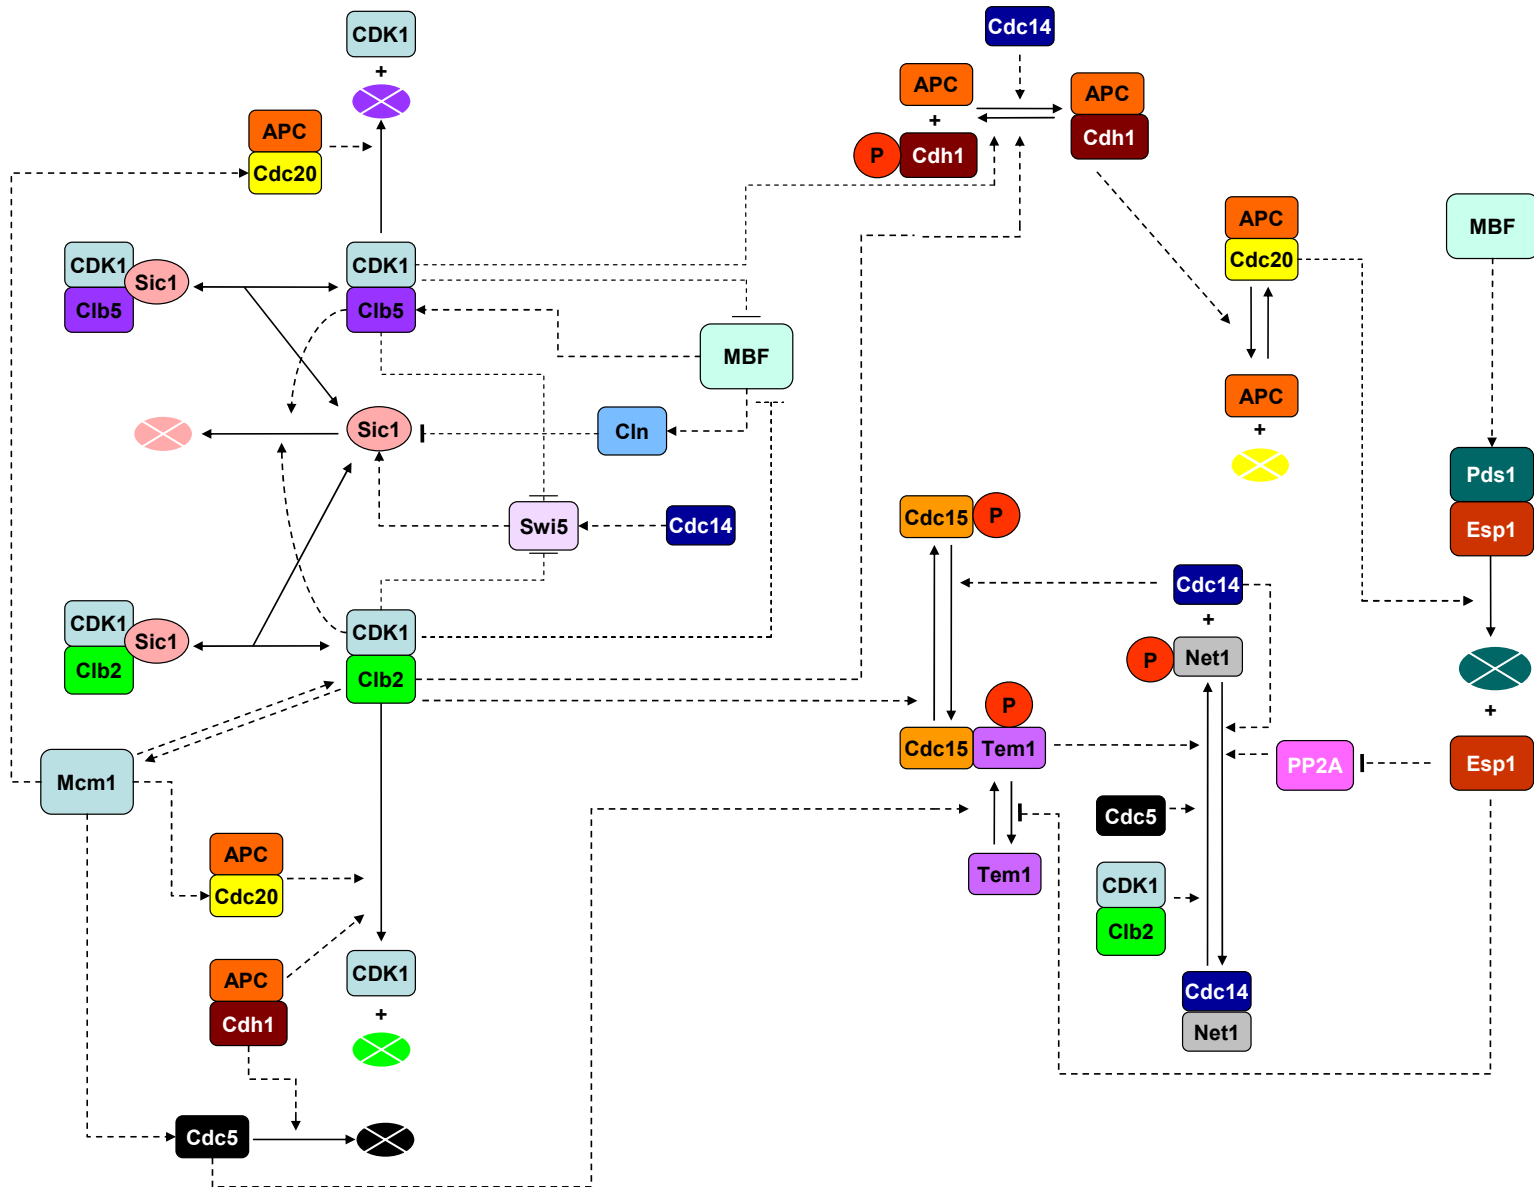 CDK1
+
APC
Cdc20
CDK1
Clb5
Sic1
CDK1
Clb5
MBF
Cln
Sic1
Swi5
Cdc14
CDK1
Clb2
Sic1
CDK1
Clb2
Mcm1
APC
Cdc20
APC
Cdh1
CDK1
+
Cdc5
Cdc14
APC
+
P
Cdh1
APC
Cdh1
APC
Cdc20
APC
+
MBF
Pds1
Esp1
+
Esp1
PP2A
Cdc15
P
Cdc14
+
P
Net1
P
Cdc15
Tem1
Tem1
Cdc5
CDK1
Clb2
Cdc14
Net1